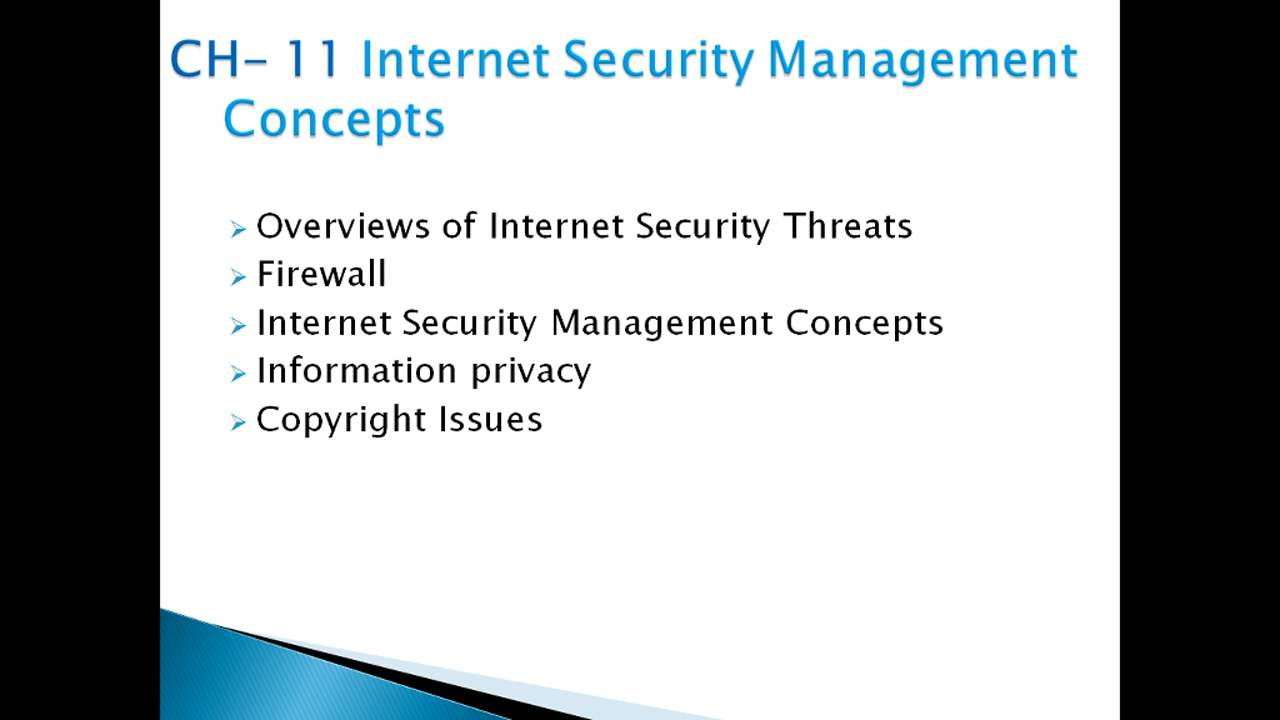 CH- 11 Internet Security Management
Concepts
Overviews of Internet Security Threats
Firewall
Internet Security Management Concepts
Information privacy
Copyright Issues